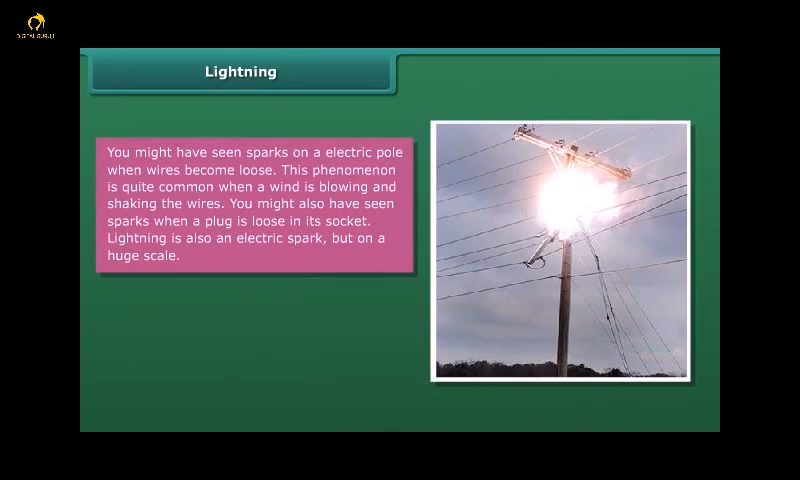 DIGITAL GURUJI
Lightning
You might have seen sparks on a electric pole
when wires become loose. This phenomenon
is quite common when a wind is blowing and
shaking the wires. You might also have seen
sparks when a plug is loose in its socket.
Lightning is also an electric spark, but on a
huge scale.